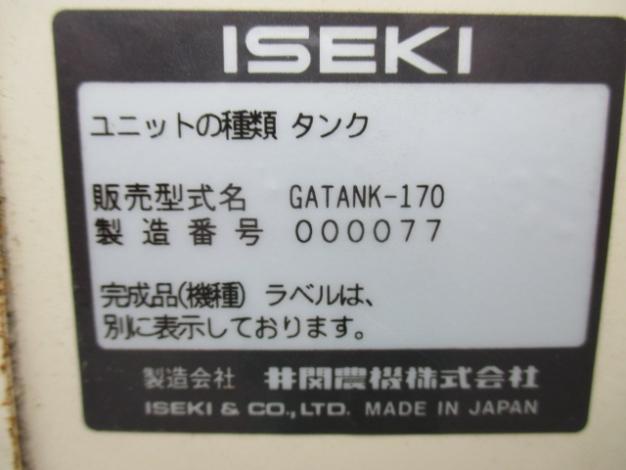 ISEKI
ユニットの種類 タンク
販売型式名 GATANK-170
製造番号 000077
完成品(機種) ラベルは、
別に表示しております。
製造会社 井関農機株式会社
ISEKI & CO.,LTD. MADE IN JAPAN